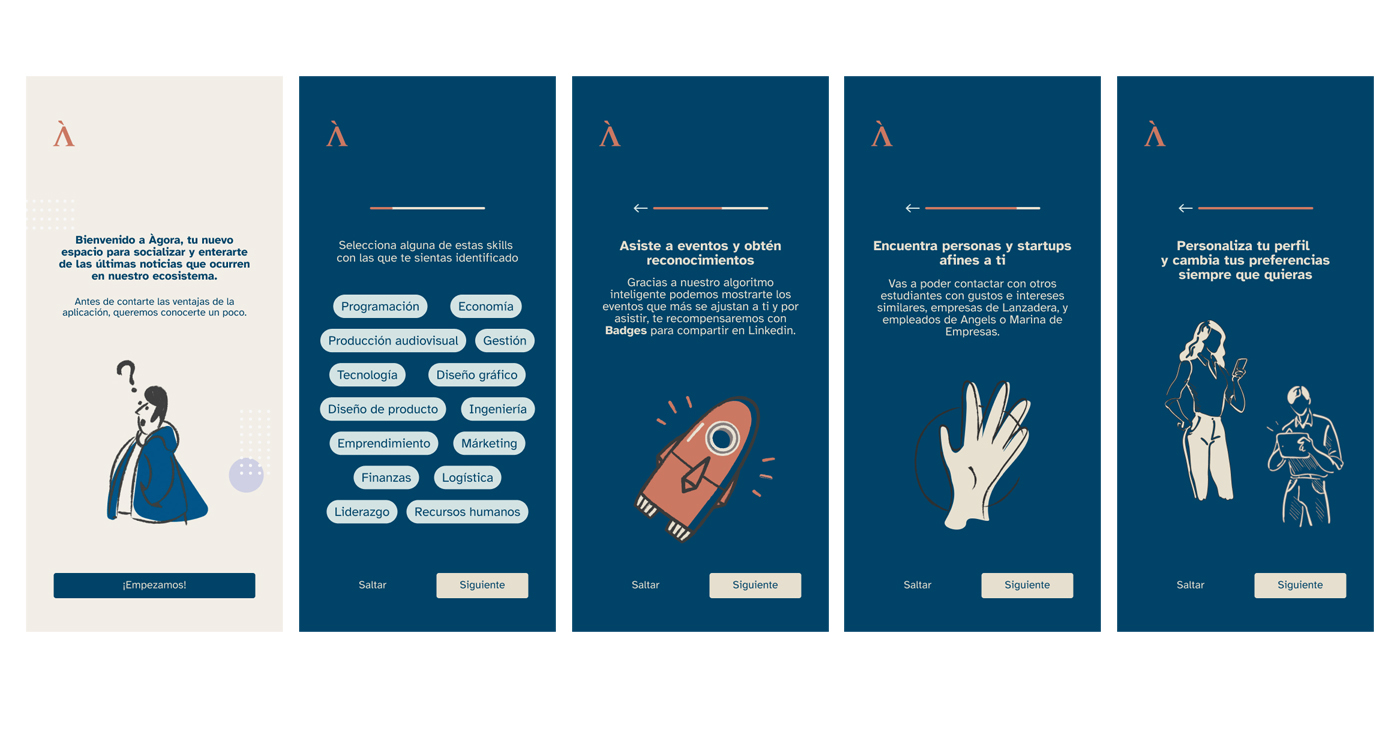 À
Bienvenido a Àgora, tu nuevo
espacio para socializar y enterarte
de las últimas noticias que ocurren
en nuestro ecosistema.
Antes de contarte las ventajas de la
aplicación, queremos conocerte un poco.
?
¡Empezamos!
À
Selecciona alguna de estas skills
con las que te sientas identificado
Programación
Economía
Producción audiovisual
Gestión
Tecnología
Diseño gráfico
Diseño de producto
Ingeniería
Emprendimiento
Márketing
Finanzas
Logística
Liderazgo
Recursos humanos
Saltar
Siguiente
À
Asiste a eventos y obtén
reconocimientos
Gracias a nuestro algoritmo
inteligente podemos mostrarte los
eventos que más se ajustan a ti y por
asistir, te recompensaremos con
Badges para compartir en Linkedin.
Saltar
Siguiente
À
Encuentra personas y startups
afines a ti
Vas a poder contactar con otros
estudiantes con gustos e intereses
similares, empresas de Lanzadera, y
empleados de Angels o Marina de
Empresas.
Saltar
Siguiente
À
Personaliza tu perfil
y cambia tus preferencias
siempre que quieras
Saltar
Siguiente